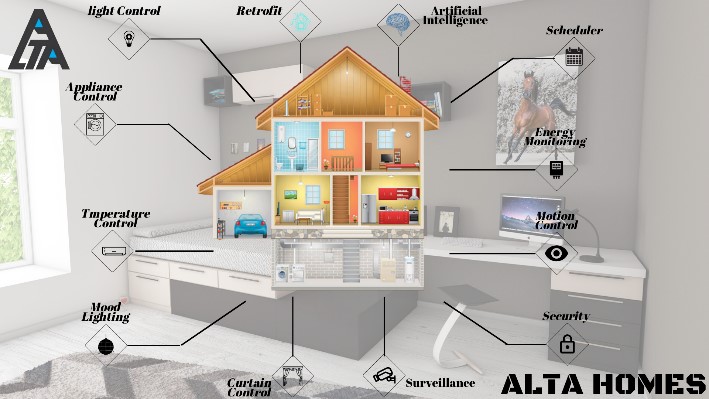 light Control
Retrofit
Artificial
Intelligence
Scheduler
ALTA
Appliance
Control
Energy
Monitoring
Tmperature
Control
Motion
Control
Mood
Lighting
Security
Curtain
Control
Surveillance
ALTA HOMES